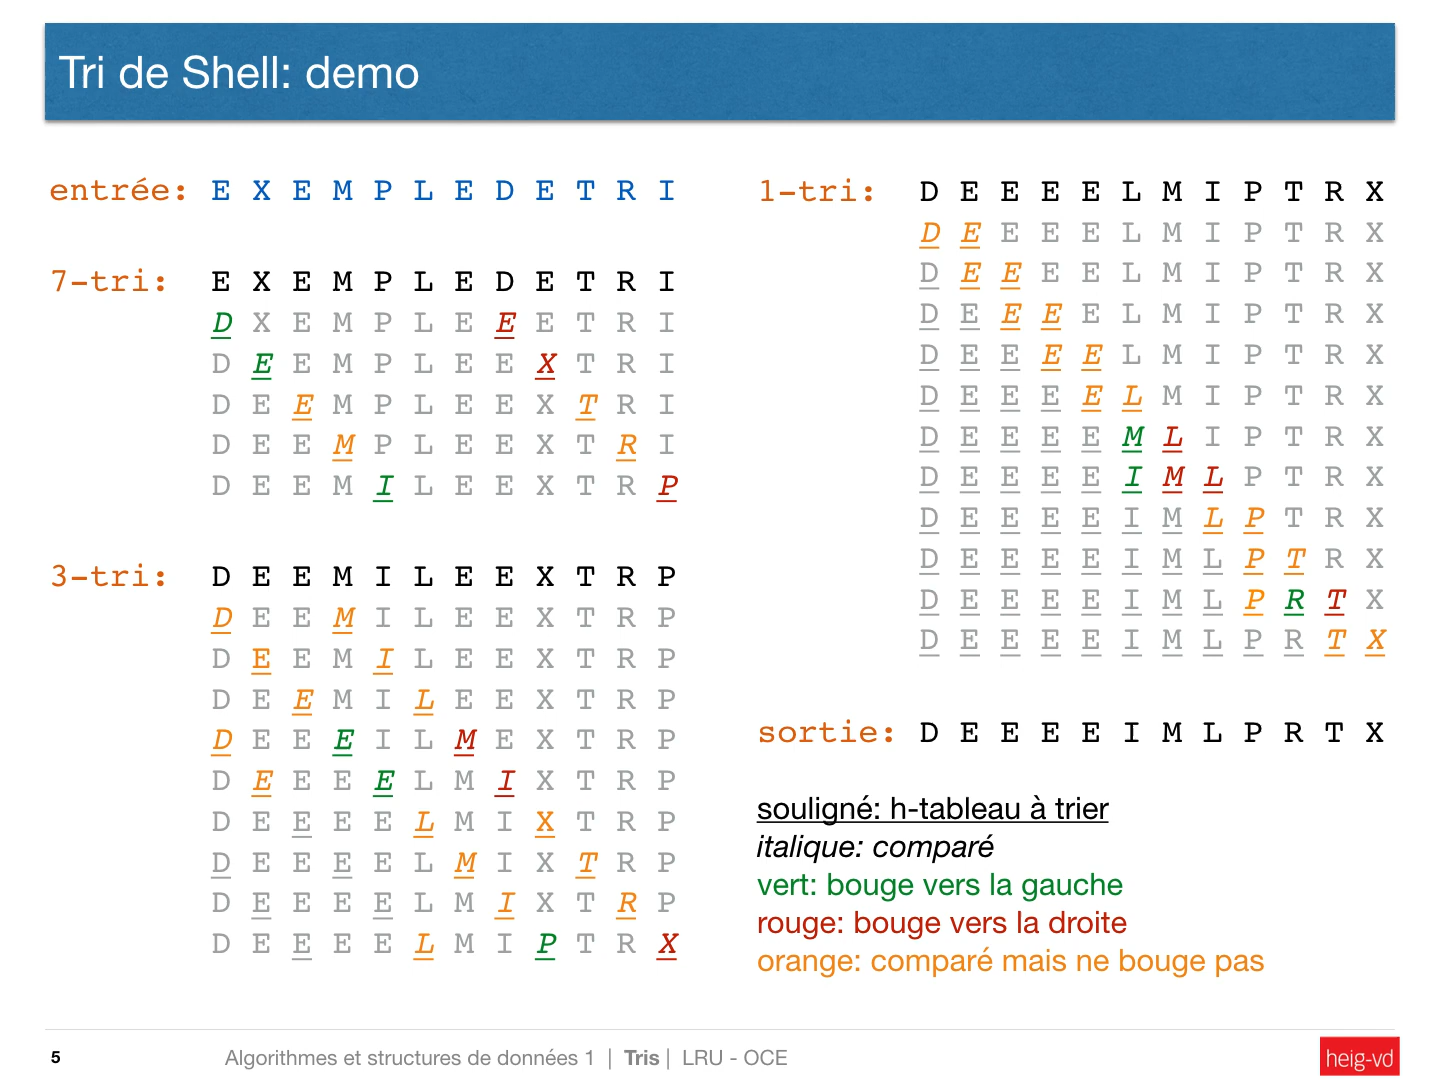 Tri de Shell: demo
entrée: E X E M P L E D E T R I
7-tri: E X E M P L E D E T R I
D X E M P L E E E T R I
D E E M P L E E X T R I
D E E M P L E E X T R I
D E E M P L E E X T R I
D E E M I L E E X T R P
3-tri: D E E M I L E E X T R P
D E E M I L E E X T R P
D E E M I L E E X T R P
D E E M I L E E X T R P
D E E E I L M E X T R P
D E E E E L M I X T R P
D E E E E L M I X T R P
D E E E E L M I X T R P
D E E E E L M I X T R P
D E E E E L M I P T R X
1-tri: D E E E E L M I P T R X
D E E E E L M I P T R X
D E E E E L M I P T R X
D E E E E L M I P T R X
D E E E E L M I P T R X
D E E E E L M I P T R X
D E E E E M L I P T R X
D E E E E I M L P T R X
D E E E E I M L P T R X
D E E E E I M L P T R X
D E E E E I M L P R T X
D E E E E I M L P R T X
sortie: D E E E E I M L P R T X
souligné: h-tableau à trier
italique: comparé
vert: bouge vers la gauche
rouge: bouge vers la droite
orange: comparé mais ne bouge pas
5
Algorithmes et structures de données 1 | Tris | LRU - OCE
heig-vd